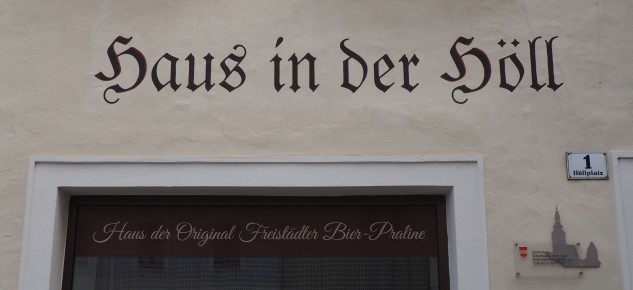 Haus in der Höll
1
Höllplatz
Haus der Original Freistädter Bier-Praline